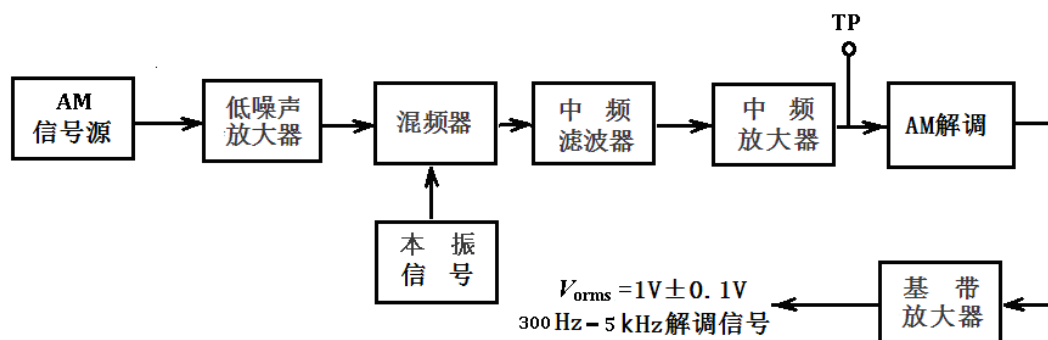 TP
AM
信号源
低噪声
放大器
混频器
中 频
滤波器
中 频
放大器
AM解调
本 振
信 号
Vorms =1V±0.1V
300Hz-5kHz解调信号
基 带
放大器